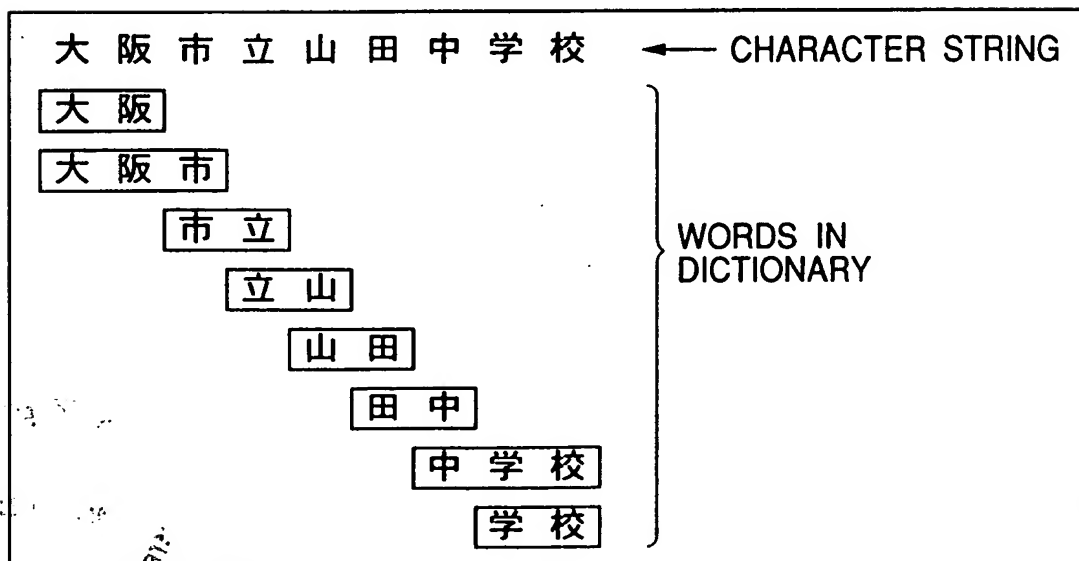 大阪市立山田中学校 ← CHARACTER STRING
大阪
大阪市
市立
立山
山田
田中
中学校
学校
WORDS IN
DICTIONARY